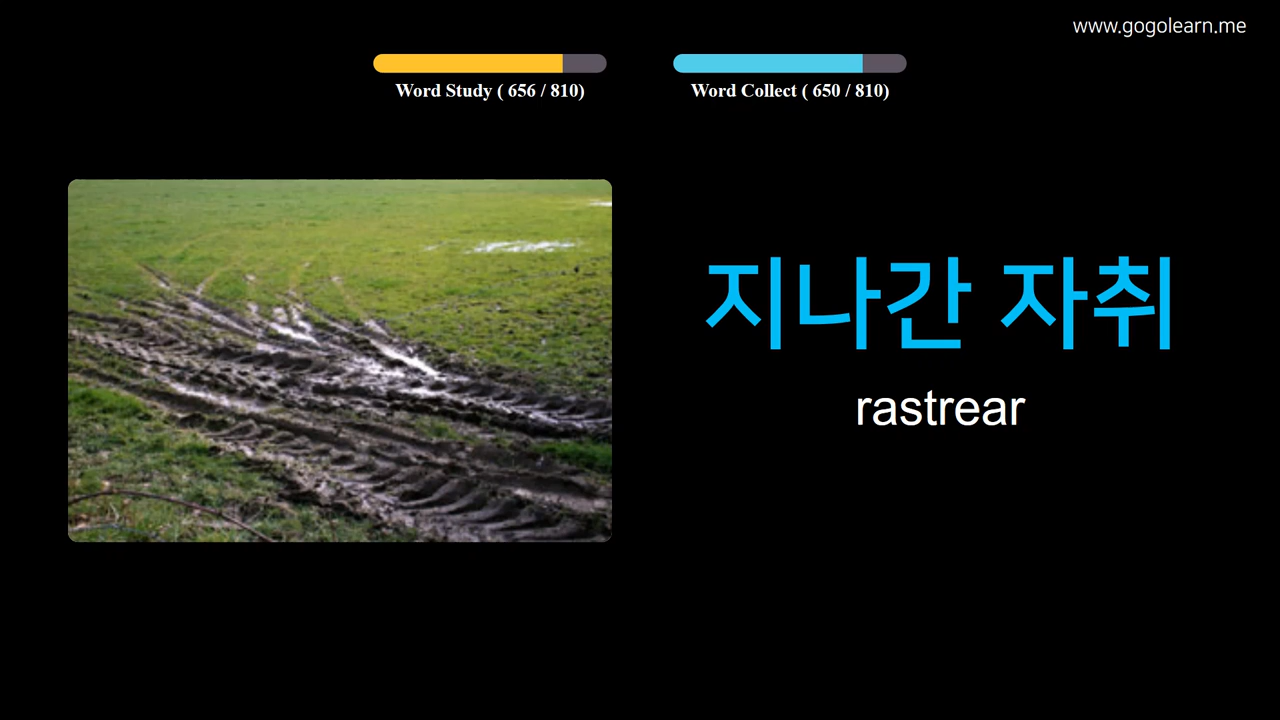 www.gogolearn.me
Word Study ( 656 / 810)
Word Collect ( 650 / 810)
지나간 자취
rastrear